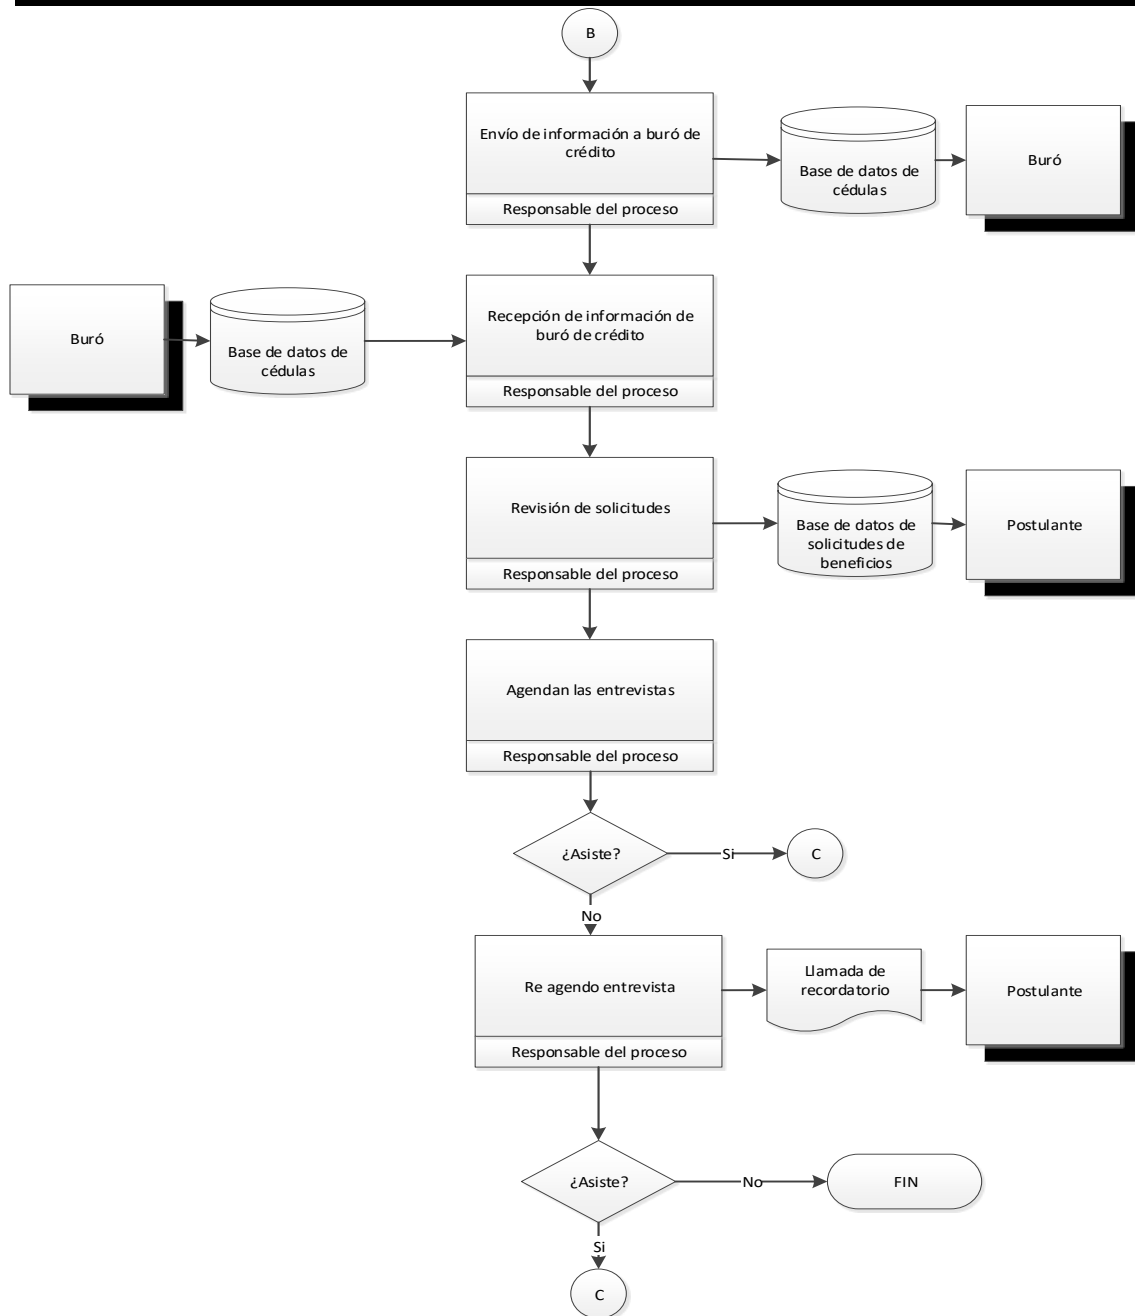 B
Envío de información a buró de
crédito
Responsable del proceso
Base de datos de
cédulas
Buró
Buró
Base de datos de
cédulas
Recepción de información de
buró de crédito
Responsable del proceso
Revisión de solicitudes
Responsable del proceso
Base de datos de
solicitudes de
beneficios
Postulante
Agendan las entrevistas
Responsable del proceso
¿Asiste?
Si
C
No
Re agendo entrevista
Responsable del proceso
Llamada de
recordatorio
Postulante
¿Asiste?
No
FIN
Si
C